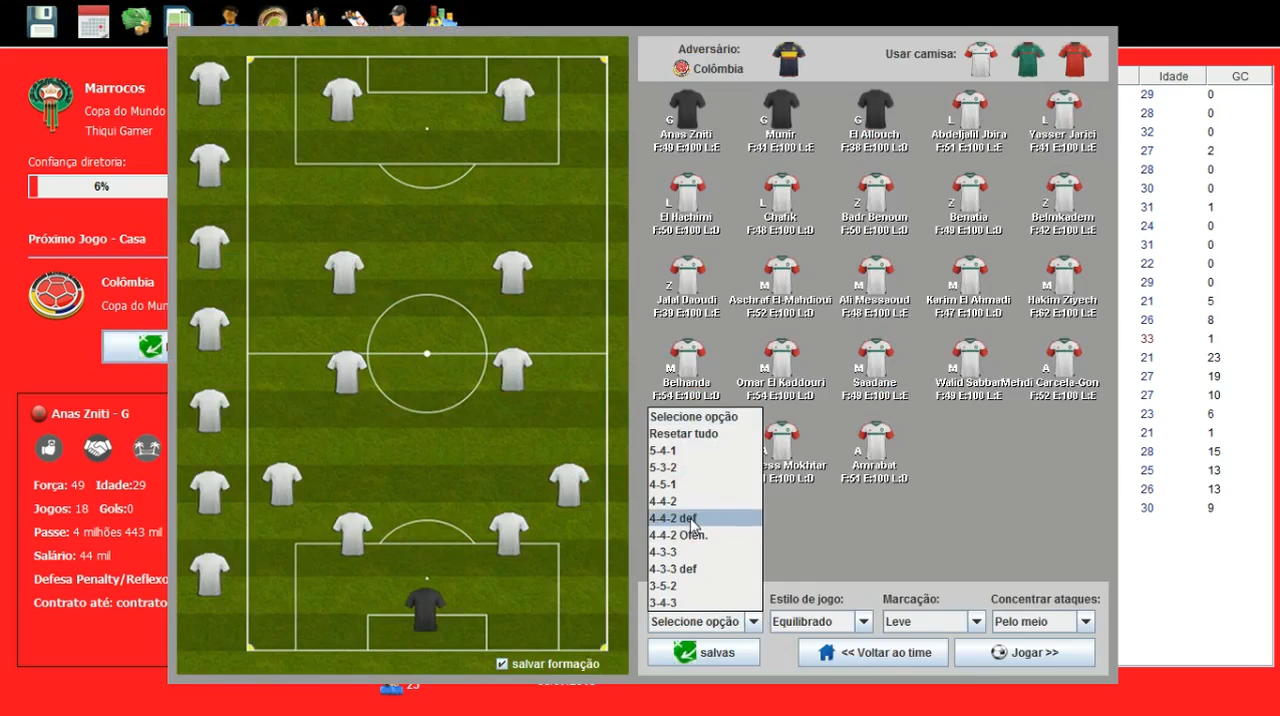 Marrocos
Copa do Mundo
Thiqui Gamer
Confiança diretoria:
6%
Próximo Jogo - Casa
Colômbia
Copa do Mun
Anas Zniti - G
Força: 49 Idade:29
Jogos: 18 Gols:0
Passe: 4 milhões 443 mil
Salário: 44 mil
Defesa Penalty/Reflexo
Contrato até: contrato
salvar formação
Adversário:
Colômbia
Usar camisa:
G G G L L
Anas Zniti Munir El Allouch Abdeljalil Jbira Yasser Jarici
F:49 E:100 L:E F:41 E:100 L:E F:38 E:100 L:D F:51 E:100 L:E F:41 E:100 L:E
L L Z Z Z
El Hachimi Chafik Badr Benoun Benatia Belmkadem
F:50 E:100 L:D F:48 E:100 L:D F:50 E:100 L:D F:49 E:100 L:D F:42 E:100 L:E
Z M M M M
Jalal Daoudi Aschraf El-Mahdioui Ali Messaoud Karim El Ahmadi Hakim Ziyech
F:39 E:100 L:E F:52 E:100 L:D F:48 E:100 L:E F:47 E:100 L:D F:62 E:100 L:E
M M M M A
Belhanda Omar El Kaddouri Saadane Walid Sabbar Mehdi Carcela-Gon
F:54 E:100 L:D F:54 E:100 L:D F:49 E:100 L:E F:49 E:100 L:E F:52 E:100 L:E
A A
ess Mokhtar Amrabat
E:100 L:D F:51 E:100 L:D
Selecione opção
Resetar tudo
5-4-1
5-3-2
4-5-1
4-4-2
4-4-2 def
4-4-2 Ofen.
4-3-3
4-3-3 def
3-5-2
3-4-3
Estilo de jogo: Marcação: Concentrar ataques:
Selecione opção Equilibrado Leve Pelo meio
salvas << Voltar ao time Jogar >>
Idade GC
29 0
28 0
32 0
27 2
28 0
30 0
31 1
24 0
31 0
22 0
29 0
21 5
26 8
33 1
21 23
27 19
27 10
23 6
21 1
28 15
25 13
26 13
30 9